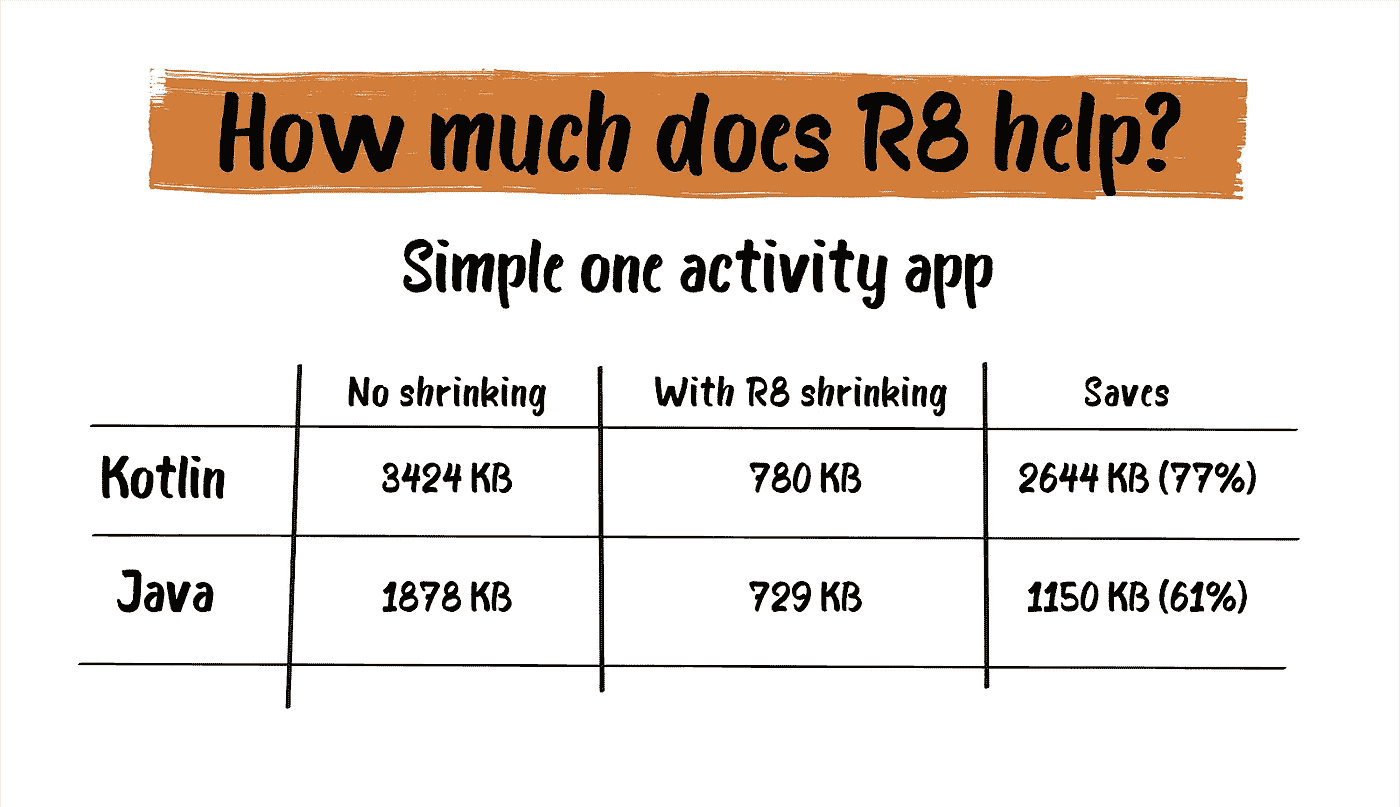 How much does R8 help?
Simple one activity app
No shrinking With R8 shrinking Saves
Kotlin 3424 KB 780 KB 2644 KB (77%)
Java 1878 KB 729 KB 1150 KB (61%)